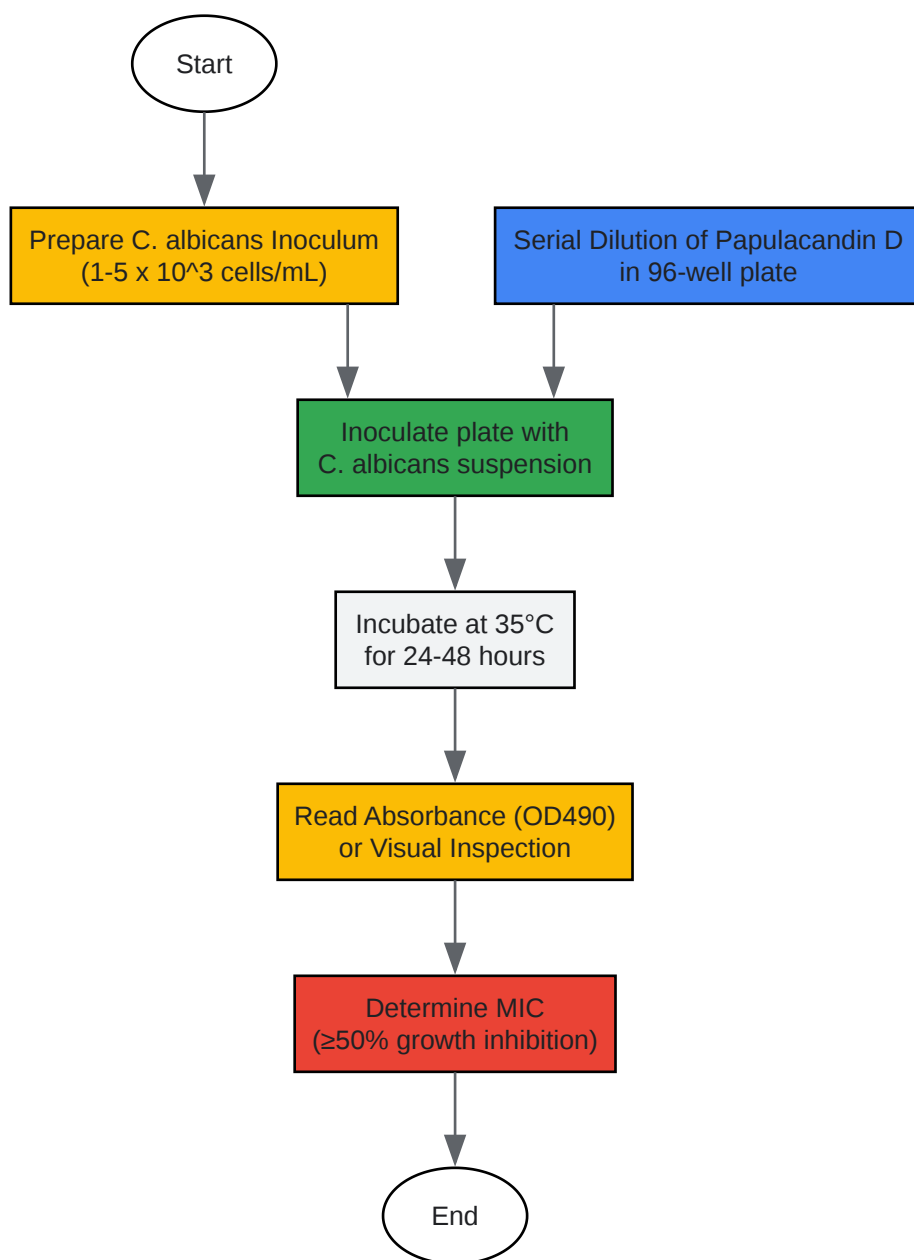 Start
Prepare C. albicans Inoculum
(1-5 x 10^3 cells/mL)
Serial Dilution of Papulacandin D
in 96-well plate
Inoculate plate with
C. albicans suspension
Incubate at 35°C
for 24-48 hours
Read Absorbance (OD490)
or Visual Inspection
Determine MIC
(≥50% growth inhibition)
End